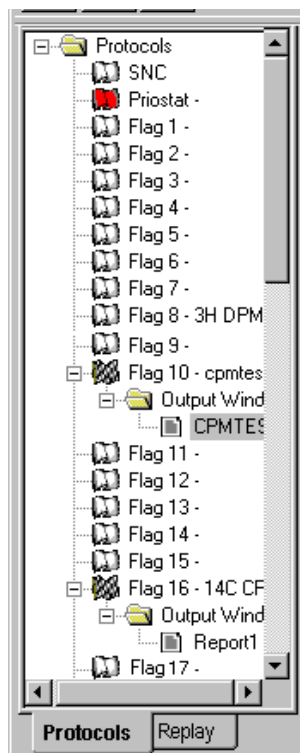 Protocols
SNC
Priostat -
Flag 1 -
Flag 2 -
Flag 3 -
Flag 4 -
Flag 5 -
Flag 6 -
Flag 7 -
Flag 8 - 3H DPM
Flag 9 -
Flag 10 - cpmtes
Output Wind
CPMTES
Flag 11 -
Flag 12 -
Flag 13 -
Flag 14 -
Flag 15 -
Flag 16 - 14C CF
Output Wind
Report1
Flag17 -
Protocols Replay